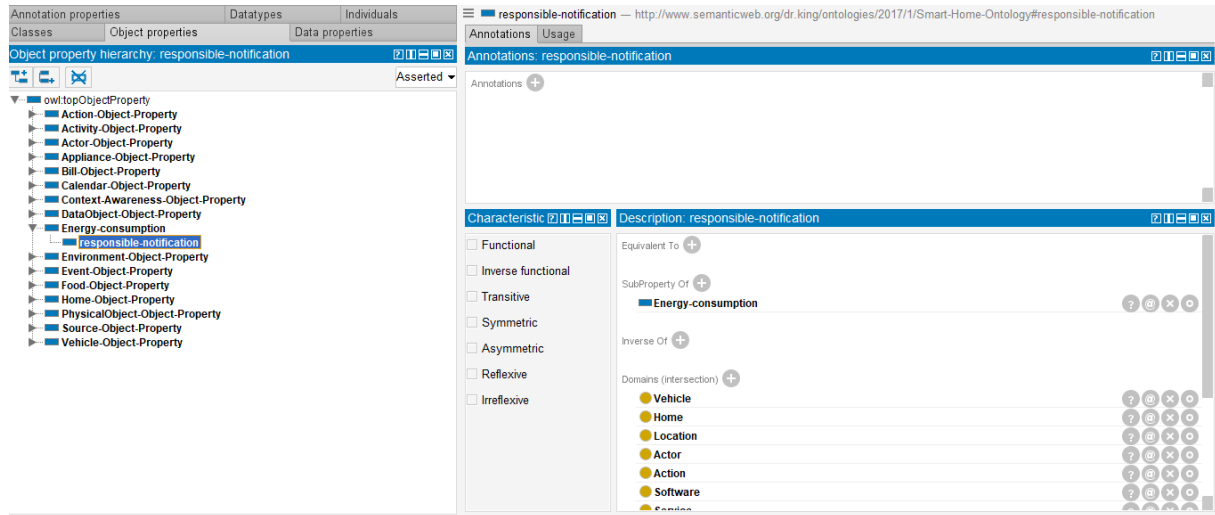 Annotation properties Datatypes Individuals
Classes Object properties Data properties
Object property hierarchy: responsible-notification
Asserted
owl:topObjectProperty
Action-Object-Property
Activity-Object-Property
Actor-Object-Property
Appliance-Object-Property
Bill-Object-Property
Calendar-Object-Property
Context-Awareness-Object-Property
DataObject-Object-Property
Energy-consumption
responsible-notification
Environment-Object-Property
Event-Object-Property
Food-Object-Property
Home-Object-Property
PhysicalObject-Object-Property
Source-Object-Property
Vehicle-Object-Property
responsible-notification — http://www.semanticweb.org/dr.king/ontologies/2017/1/Smart-Home-Ontology#responsible-notification
Annotations Usage
Annotations: responsible-notification
Annotations
Characteristic
Functional
Inverse functional
Transitive
Symmetric
Asymmetric
Reflexive
Irreflexive
Description: responsible-notification
Equivalent To
SubProperty Of
Energy-consumption
Inverse Of
Domains (intersection)
Vehicle
Home
Location
Actor
Action
Software
Service